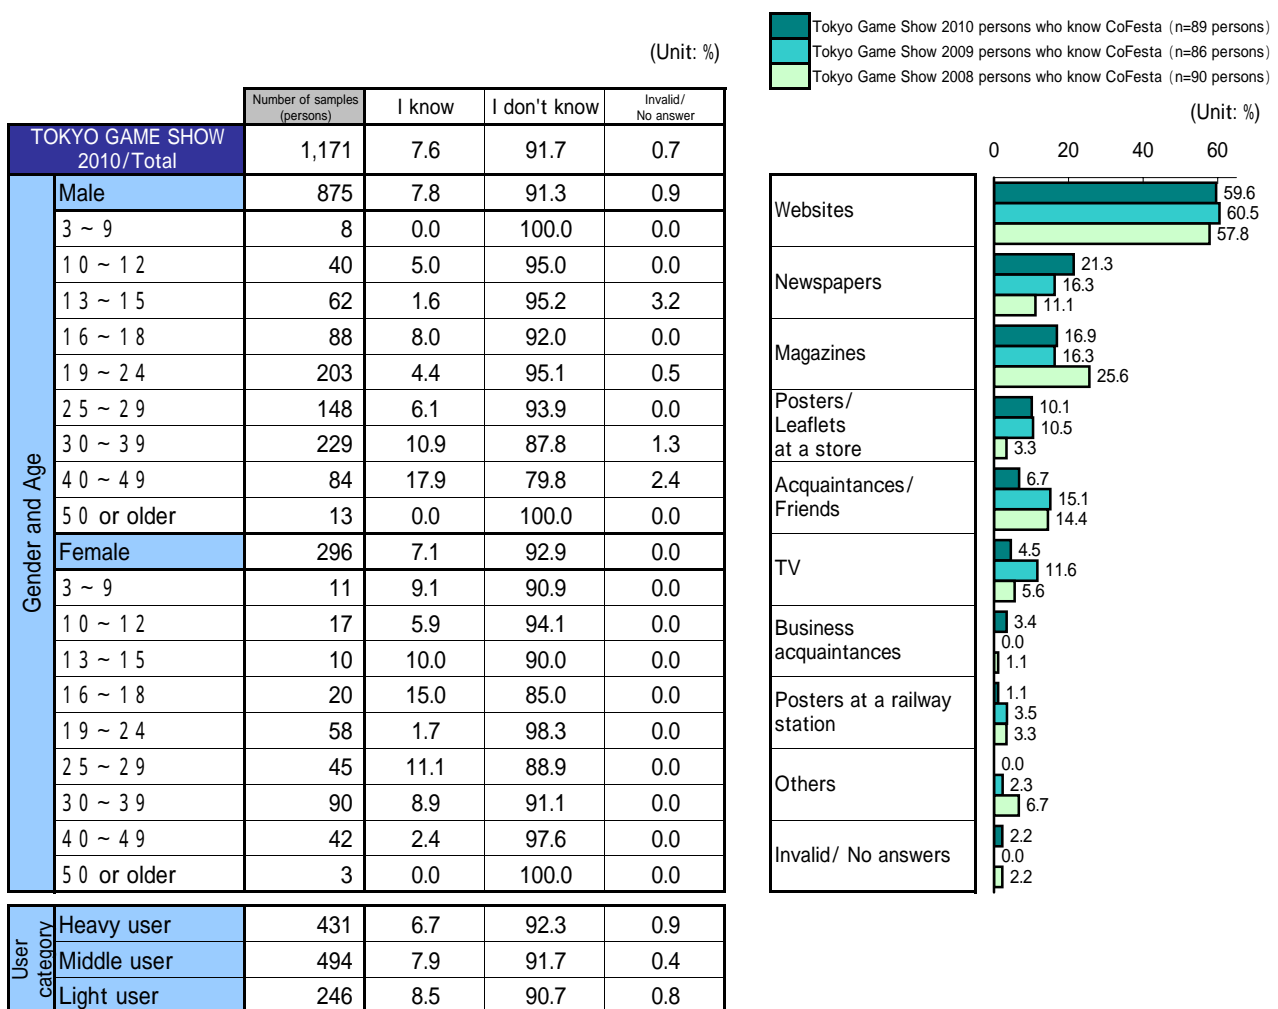 (Unit: %)
Number of samples (persons) I know I don't know Invalid/ No answer
TOKYO GAME SHOW 2010/Total 1,171 7.6 91.7 0.7
Gender and Age
Male 875 7.8 91.3 0.9
3 ~ 9 8 0.0 100.0 0.0
10 ~ 12 40 5.0 95.0 0.0
13 ~ 15 62 1.6 95.2 3.2
16 ~ 18 88 8.0 92.0 0.0
19 ~ 24 203 4.4 95.1 0.5
25 ~ 29 148 6.1 93.9 0.0
30 ~ 39 229 10.9 87.8 1.3
40 ~ 49 84 17.9 79.8 2.4
50 or older 13 0.0 100.0 0.0
Female 296 7.1 92.9 0.0
3 ~ 9 11 9.1 90.9 0.0
10 ~ 12 17 5.9 94.1 0.0
13 ~ 15 10 10.0 90.0 0.0
16 ~ 18 20 15.0 85.0 0.0
19 ~ 24 58 1.7 98.3 0.0
25 ~ 29 45 11.1 88.9 0.0
30 ~ 39 90 8.9 91.1 0.0
40 ~ 49 42 2.4 97.6 0.0
50 or older 3 0.0 100.0 0.0
User category
Heavy user 431 6.7 92.3 0.9
Middle user 494 7.9 91.7 0.4
Light user 246 8.5 90.7 0.8
Tokyo Game Show 2010 persons who know CoFesta (n=89 persons)
Tokyo Game Show 2009 persons who know CoFesta (n=86 persons)
Tokyo Game Show 2008 persons who know CoFesta (n=90 persons)
(Unit: %)
0 20 40 60
Websites
59.6
60.5
57.8
Newspapers
21.3
16.3
11.1
Magazines
16.9
16.3
25.6
Posters/
Leaflets
at a store
10.1
10.5
3.3
Acquaintances/
Friends
6.7
15.1
14.4
TV
4.5
11.6
5.6
Business
acquaintances
3.4
0.0
1.1
Posters at a railway
station
1.1
3.5
3.3
Others
0.0
2.3
6.7
Invalid/ No answers
2.2
0.0
2.2